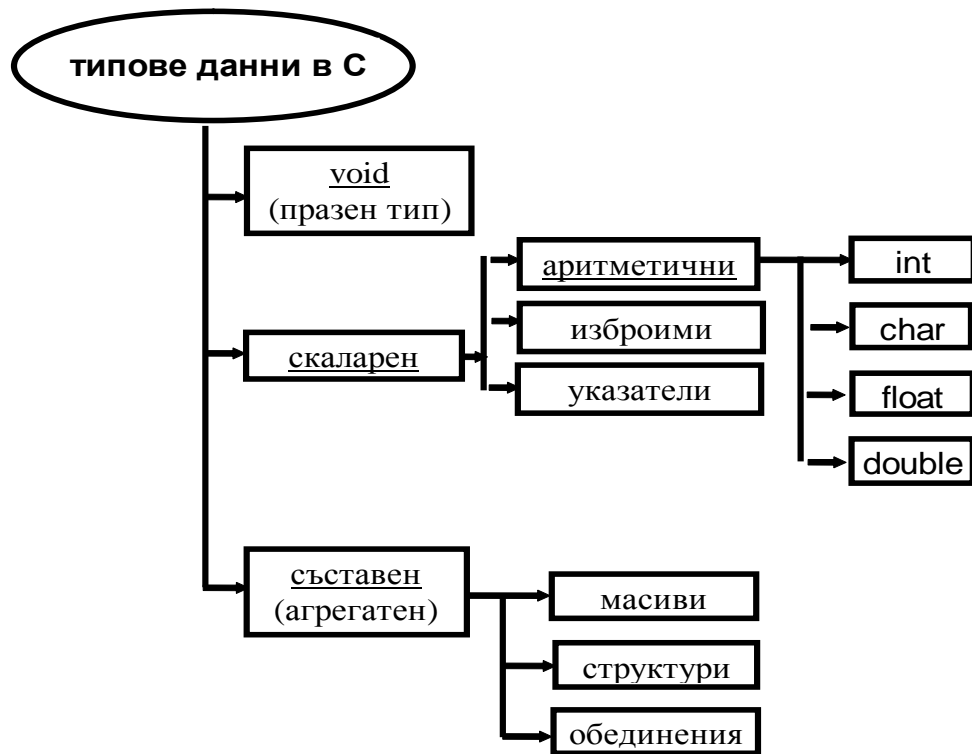 типове данни в С
void
(празен тип)
скаларен
аритметични
изброими
указатели
int
char
float
double
съставен
(агрегатен)
масиви
структури
обединения